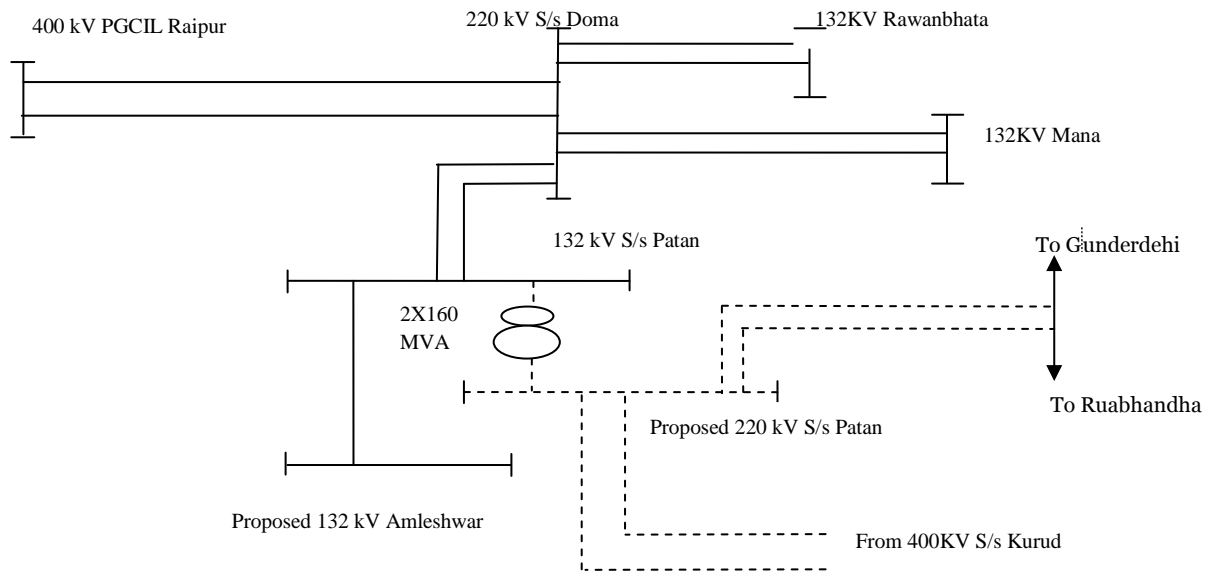 400 kV PGCIL Raipur
220 kV S/s Doma
132KV Rawanbhata
132KV Mana
132 kV S/s Patan
To Gunderdehi
2X160
MVA
To Ruabhandha
Proposed 220 kV S/s Patan
Proposed 132 kV Amleshwar
From 400KV S/s Kurud